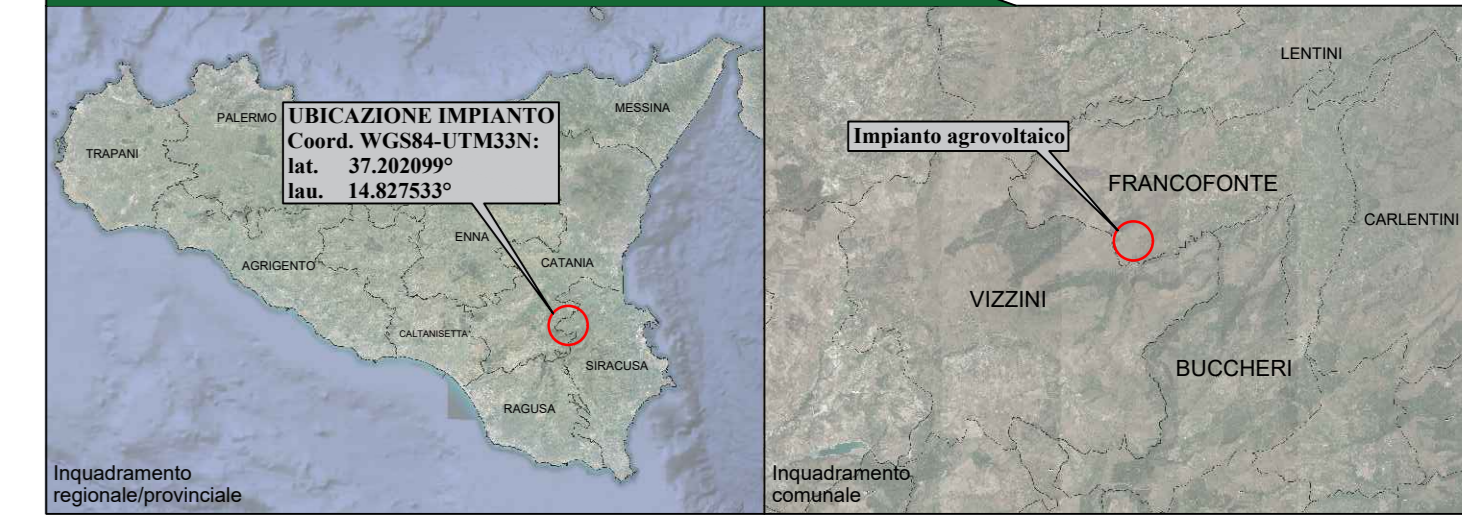 UBICAZIONE IMPIANTO
Coord. WGS84-UTM33N:
lat. 37.202099°
lau. 14.827533°
PALERMO
MESSINA
TRAPANI
ENNA
CATANIA
AGRIGENTO
CALTANISETTA
SIRACUSA
RAGUSA
Inquadramento
regionale/provinciale
LENTINI
Impianto agrovoltaico
FRANCOFONTE
CARLENTINI
VIZZINI
BUCCHERI
Inquadramento
comunale